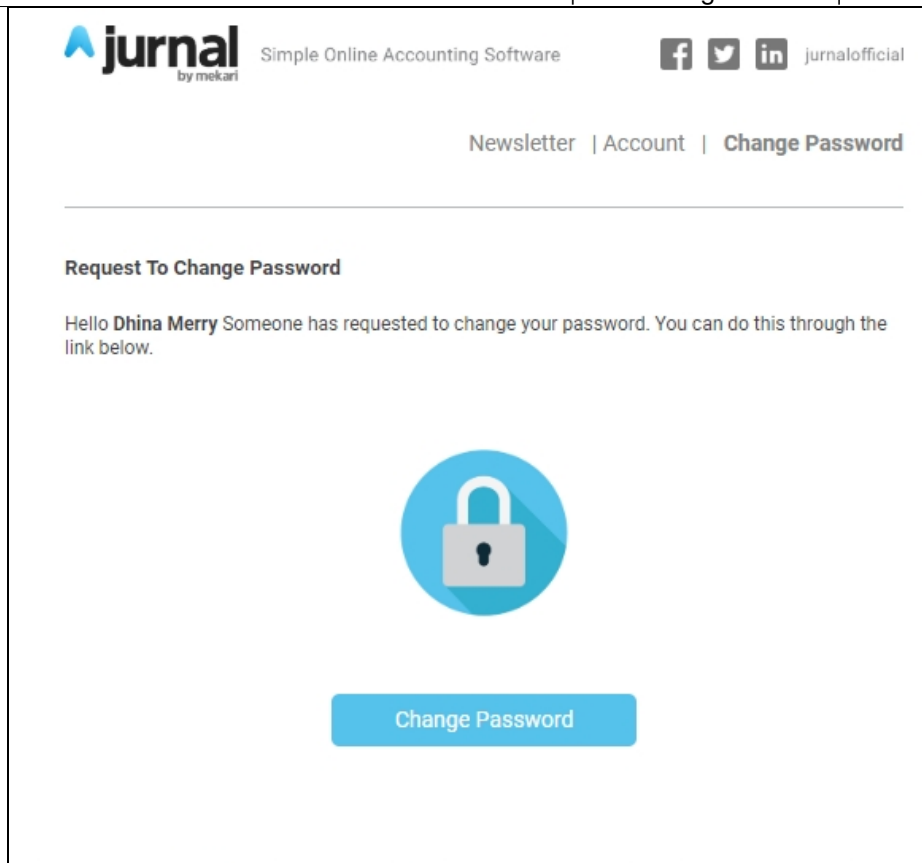 jurnal
by mekari
Simple Online Accounting Software
jurnalofficial
Newsletter | Account | Change Password
Request To Change Password
Hello Dhina Merry Someone has requested to change your password. You can do this through the
link below.
Change Password